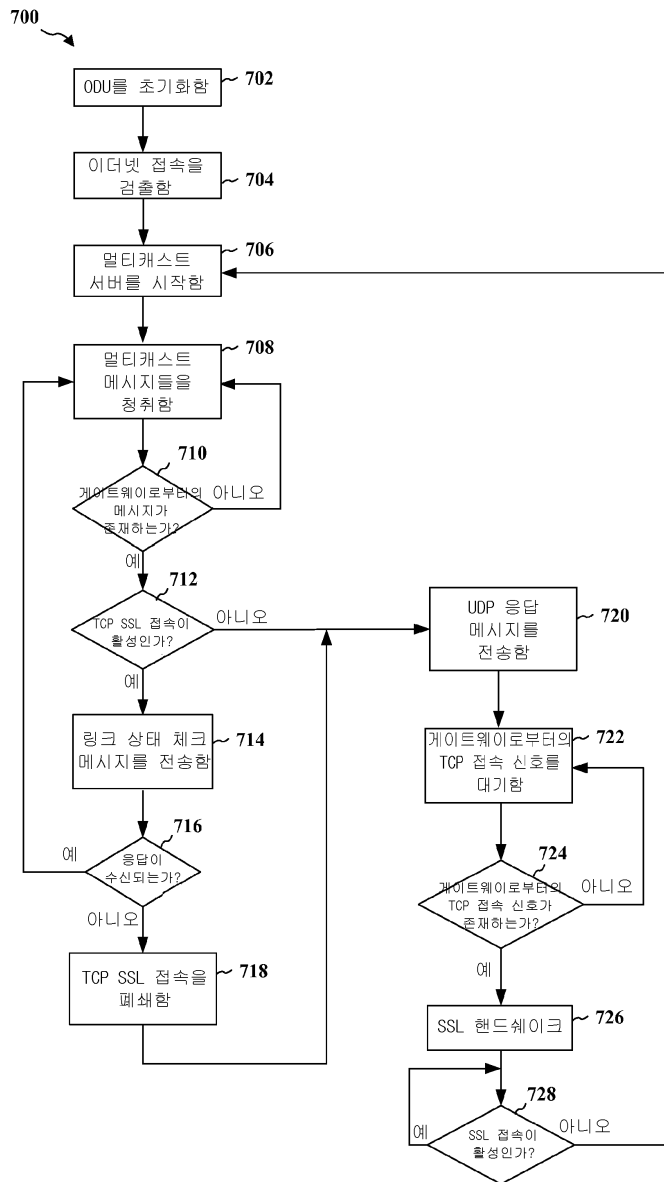 700
ODU를 초기화함
702
이더넷 접속을
검출함
704
멀티캐스트
서버를 시작함
706
멀티캐스트
메시지들을
청취함
708
게이트웨이로부터의
메시지가
존재하는가?
710
아니오
예
TCP SSL 접속이
활성인가?
712
아니오
예
링크 상태 체크
메시지를 전송함
714
응답이
수신되는가?
716
예
아니오
TCP SSL 접속을
폐쇄함
718
UDP 응답
메시지를
전송함
720
게이트웨이로부터의
TCP 접속 신호를
대기함
722
게이트웨이로부터의
TCP 접속 신호가
존재하는가?
724
아니오
예
SSL 핸드쉐이크
726
SSL 접속이
활성인가?
728
예
아니오